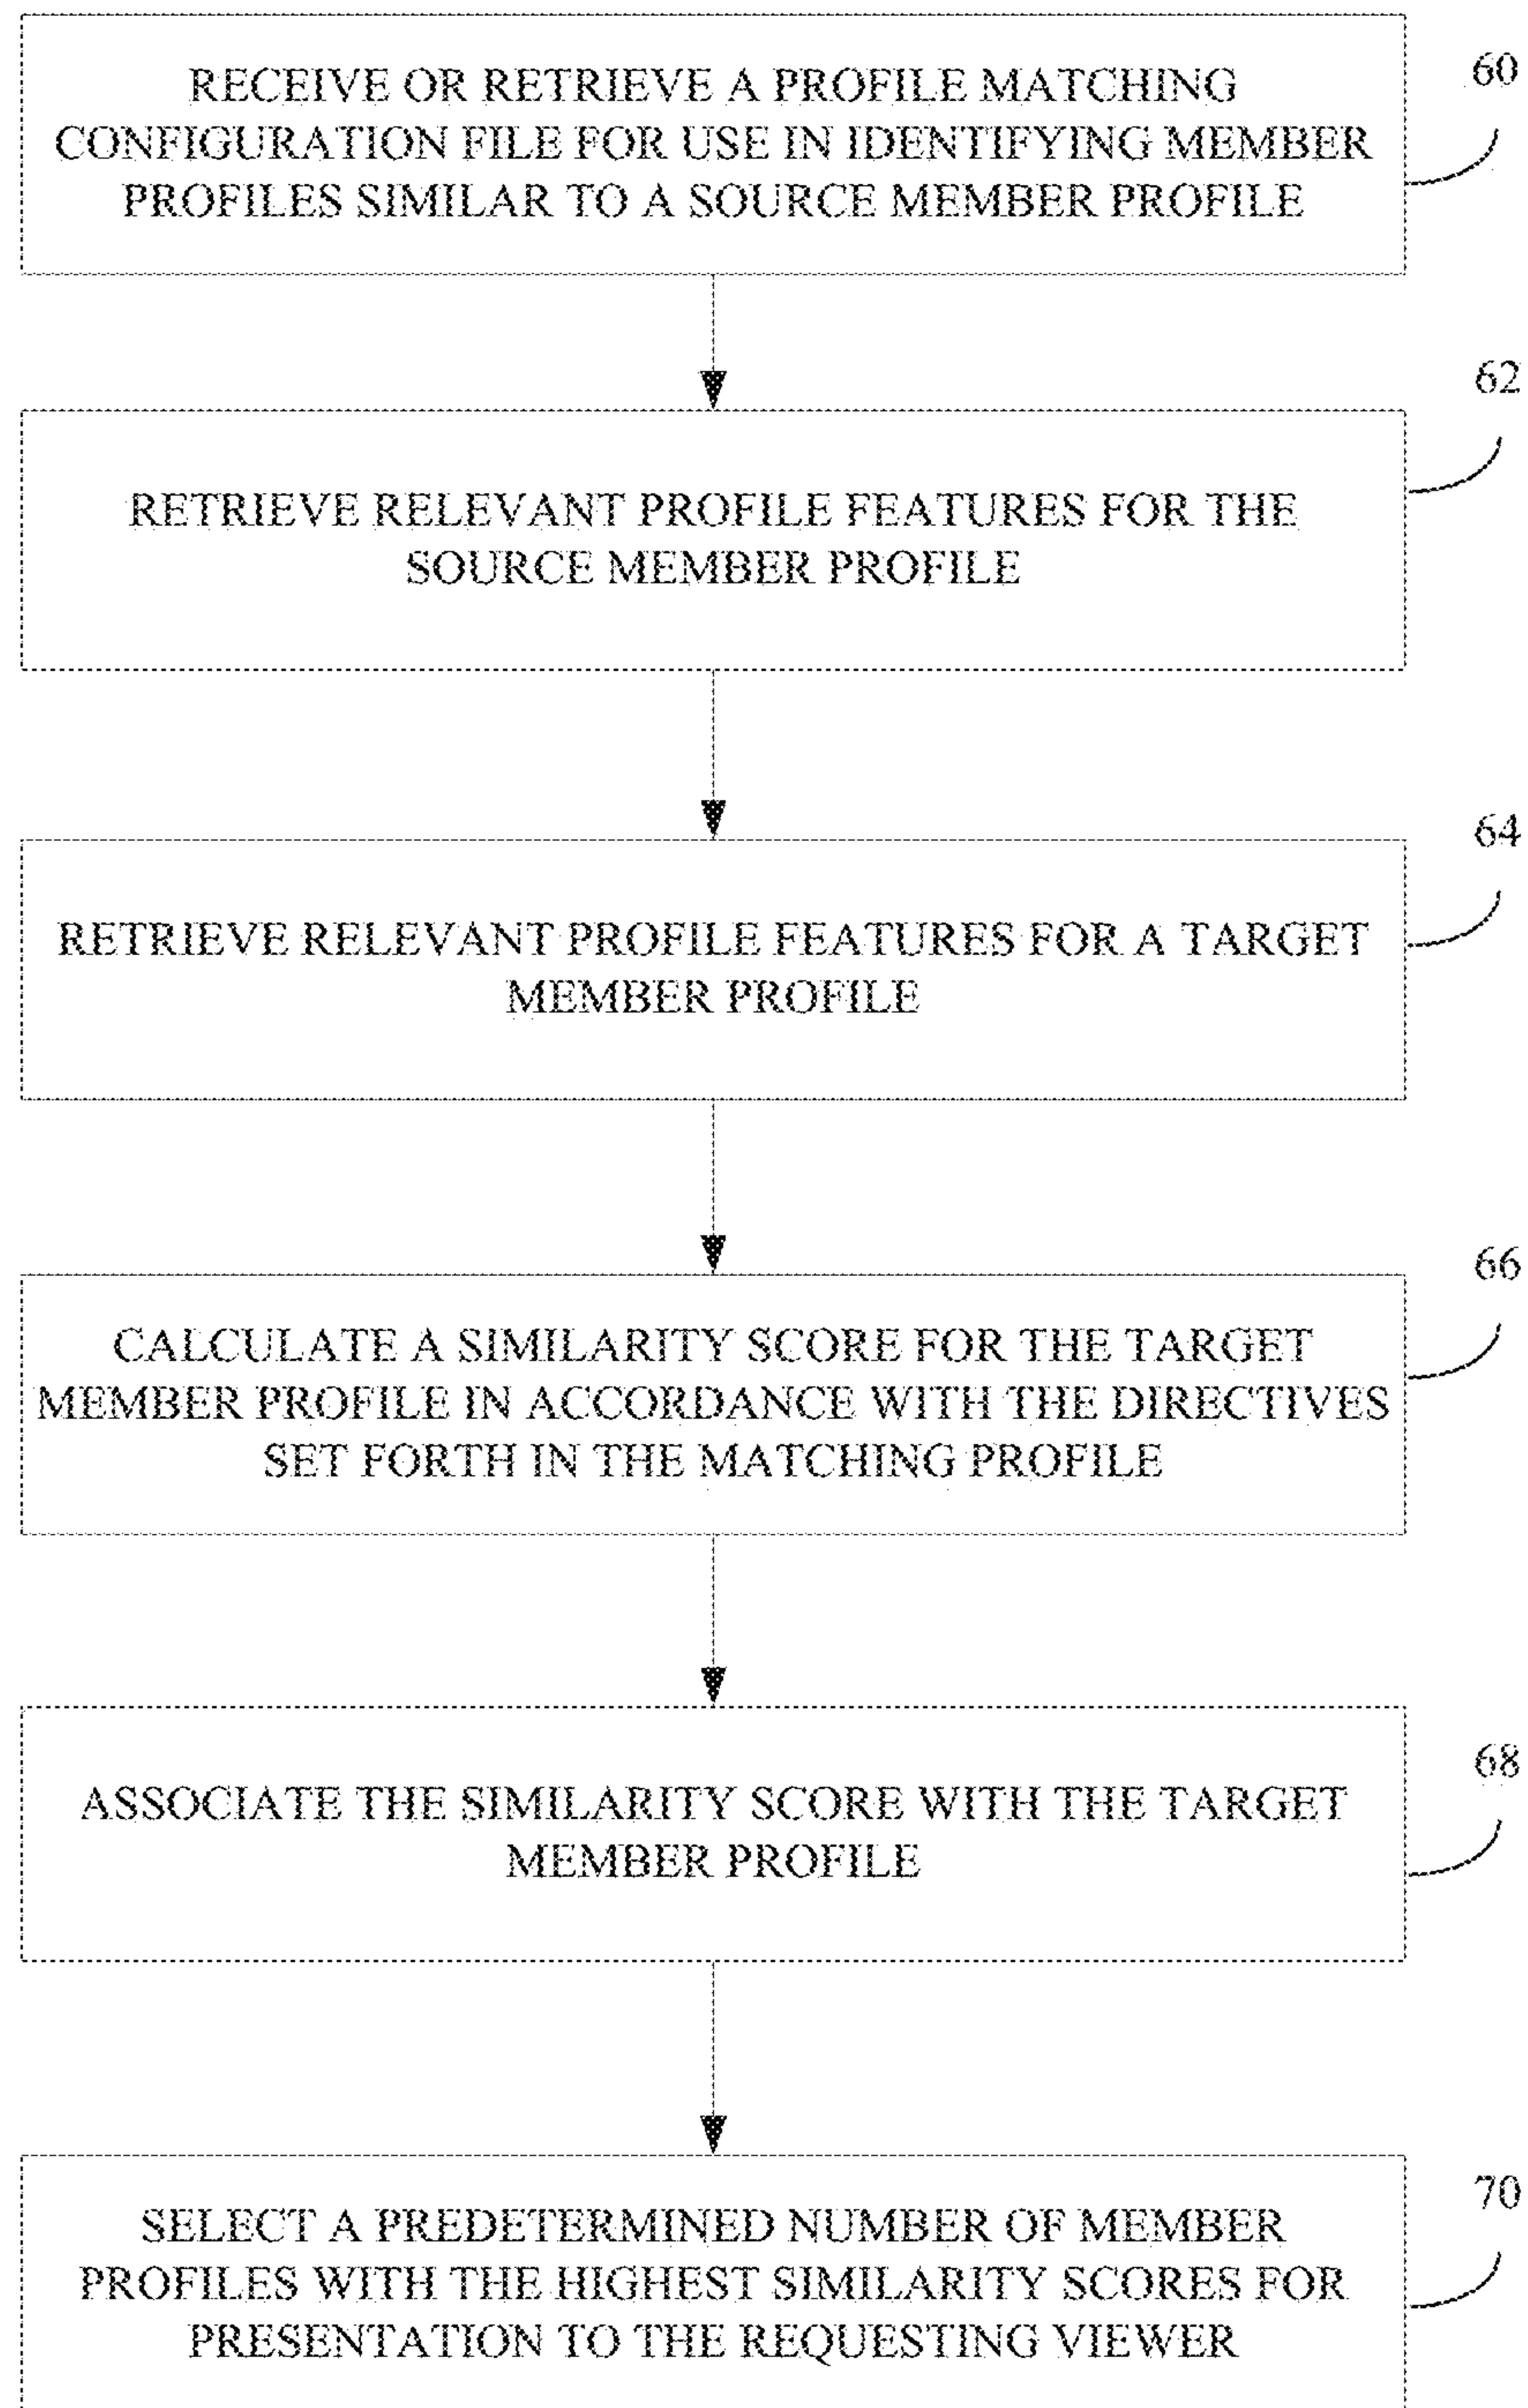 RECEIVE OR RETRIEVE A PROFILE MATCHING
CONFIGURATION FILE FOR USE IN IDENTIFYING MEMBER
PROFILES SIMILAR TO A SOURCE MEMBER PROFILE
60
RETRIEVE RELEVANT PROFILE FEATURES FOR THE
SOURCE MEMBER PROFILE
62
RETRIEVE RELEVANT PROFILE FEATURES FOR A TARGET
MEMBER PROFILE
64
CALCULATE A SIMILARITY SCORE FOR THE TARGET
MEMBER PROFILE IN ACCORDANCE WITH THE DIRECTIVES
SET FORTH IN THE MATCHING PROFILE
66
ASSOCIATE THE SIMILARITY SCORE WITH THE TARGET
MEMBER PROFILE
68
SELECT A PREDETERMINED NUMBER OF MEMBER
PROFILES WITH THE HIGHEST SIMILARITY SCORES FOR
PRESENTATION TO THE REQUESTING VIEWER
70